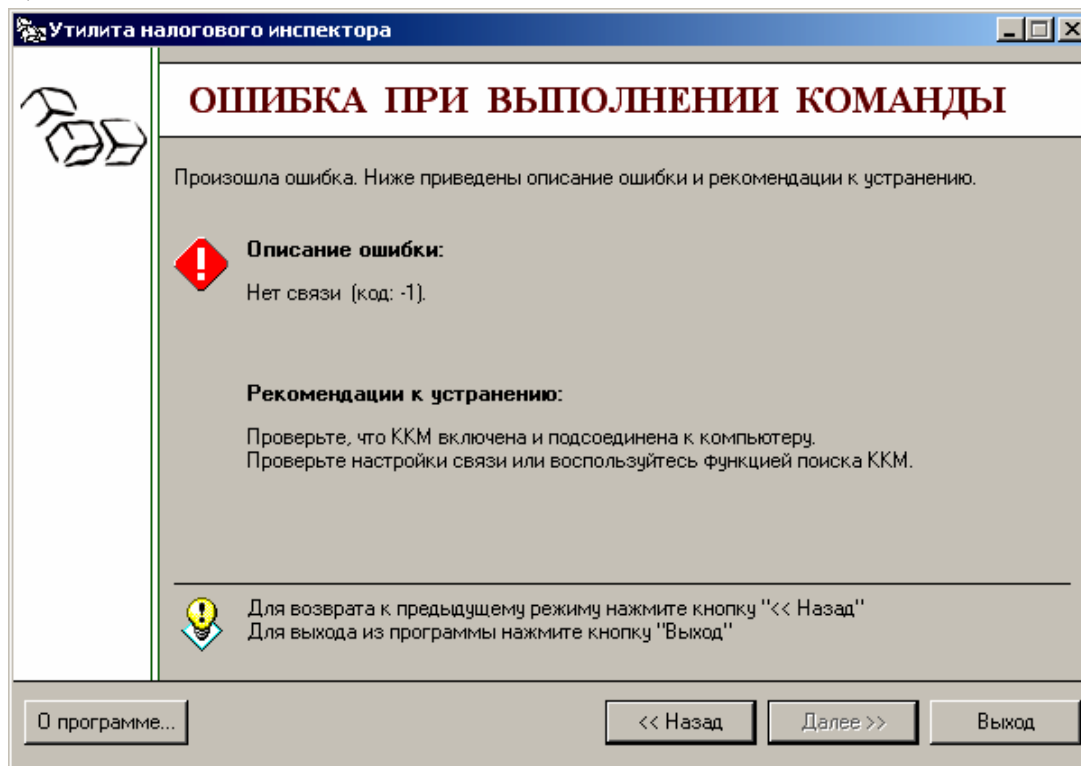 Утилита налогового инспектора
ОШИБКА ПРИ ВЫПОЛНЕНИИ КОМАНДЫ
Произошла ошибка. Ниже приведены описание ошибки и рекомендации к устранению.
Описание ошибки:
Нет связи (код: -1).
Рекомендации к устранению:
Проверьте, что ККМ включена и подсоединена к компьютеру.
Проверьте настройки связи или воспользуйтесь функцией поиска ККМ.
Для возврата к предыдущему режиму нажмите кнопку "<< Назад"
Для выхода из программы нажмите кнопку "Выход"
О программе...
<< Назад
Далее >>
Выход